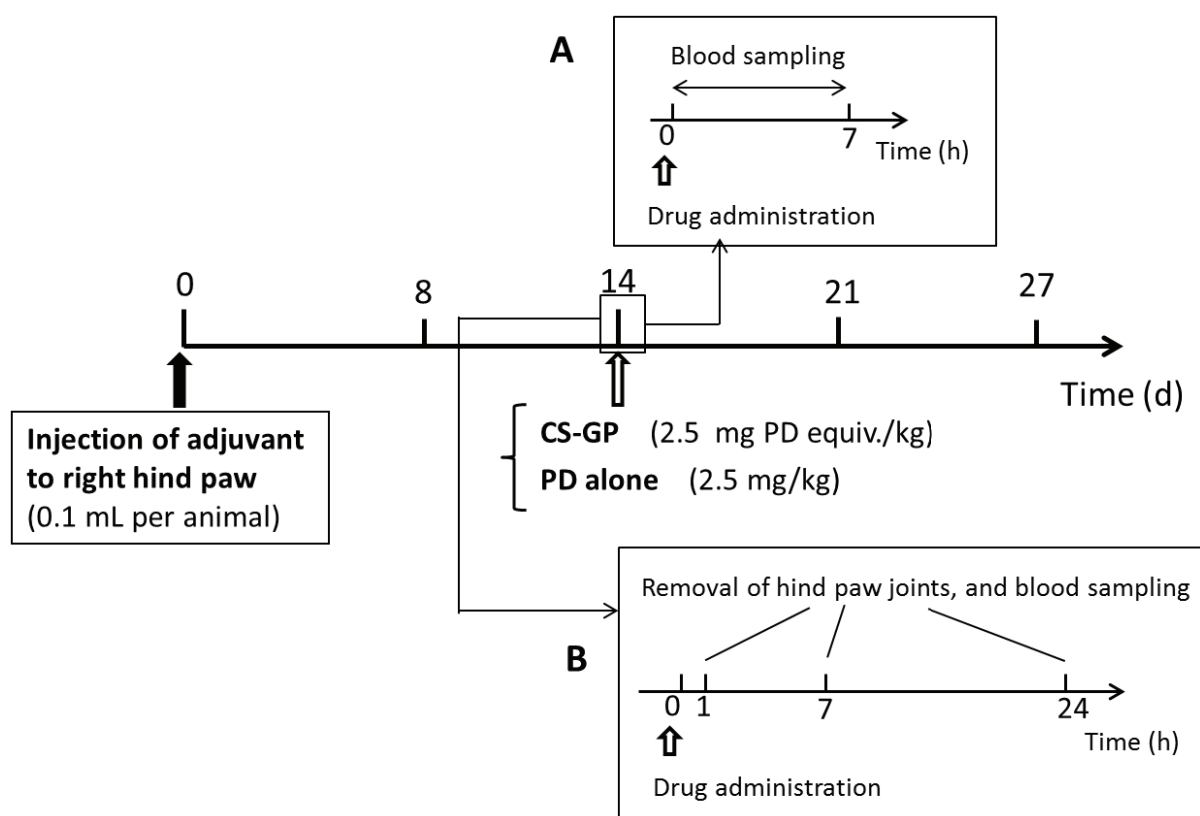 A
Blood sampling
0
7
Time (h)
Drug administration
0
8
14
21
27
Time (d)
Injection of adjuvant
to right hind paw
(0.1 mL per animal)
CS-GP (2.5 mg PD equiv./kg)
PD alone (2.5 mg/kg)
B
Removal of hind paw joints, and blood sampling
0
1
7
24
Time (h)
Drug administration